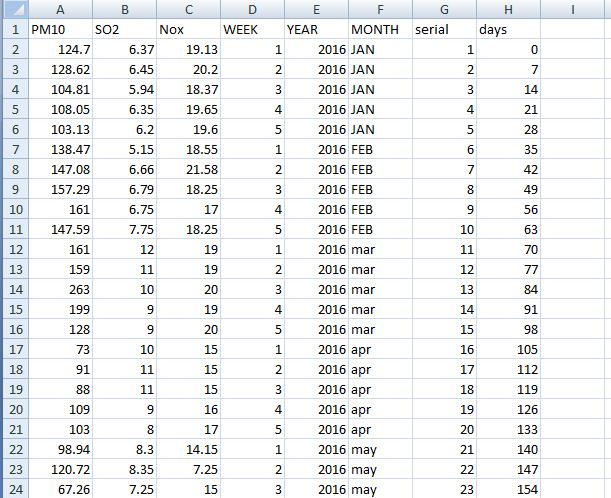 A B C D E F G H I
1 PM10 SO2 Nox WEEK YEAR MONTH serial days
2 124.7 6.37 19.13 1 2016 JAN 1 0
3 128.62 6.45 20.2 2 2016 JAN 2 7
4 104.81 5.94 18.37 3 2016 JAN 3 14
5 108.05 6.35 19.65 4 2016 JAN 4 21
6 103.13 6.2 19.6 5 2016 JAN 5 28
7 138.47 5.15 18.55 1 2016 FEB 6 35
8 147.08 6.66 21.58 2 2016 FEB 7 42
9 157.29 6.79 18.25 3 2016 FEB 8 49
10 161 6.75 17 4 2016 FEB 9 56
11 147.59 7.75 18.25 5 2016 FEB 10 63
12 161 12 19 1 2016 mar 11 70
13 159 11 19 2 2016 mar 12 77
14 263 10 20 3 2016 mar 13 84
15 199 9 19 4 2016 mar 14 91
16 128 9 20 5 2016 mar 15 98
17 73 10 15 1 2016 apr 16 105
18 91 11 15 2 2016 apr 17 112
19 88 11 15 3 2016 apr 18 119
20 109 9 16 4 2016 apr 19 126
21 103 8 17 5 2016 apr 20 133
22 98.94 8.3 14.15 1 2016 may 21 140
23 120.72 8.35 7.25 2 2016 may 22 147
24 67.26 7.25 15 3 2016 may 23 154